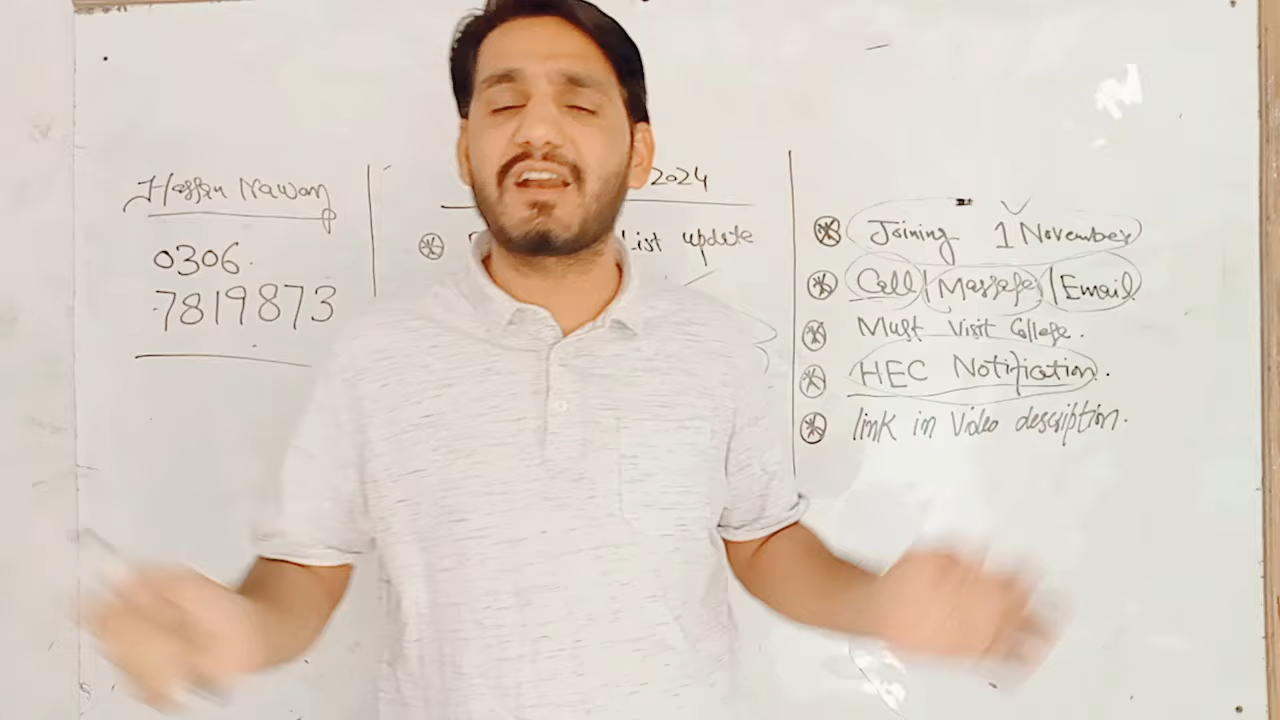 Hassan Nawaz
0306
7819873
2024
List update
Joining 1 November
Call / Massage / Email
Must Visit College.
HEC Notification.
link in Video description.